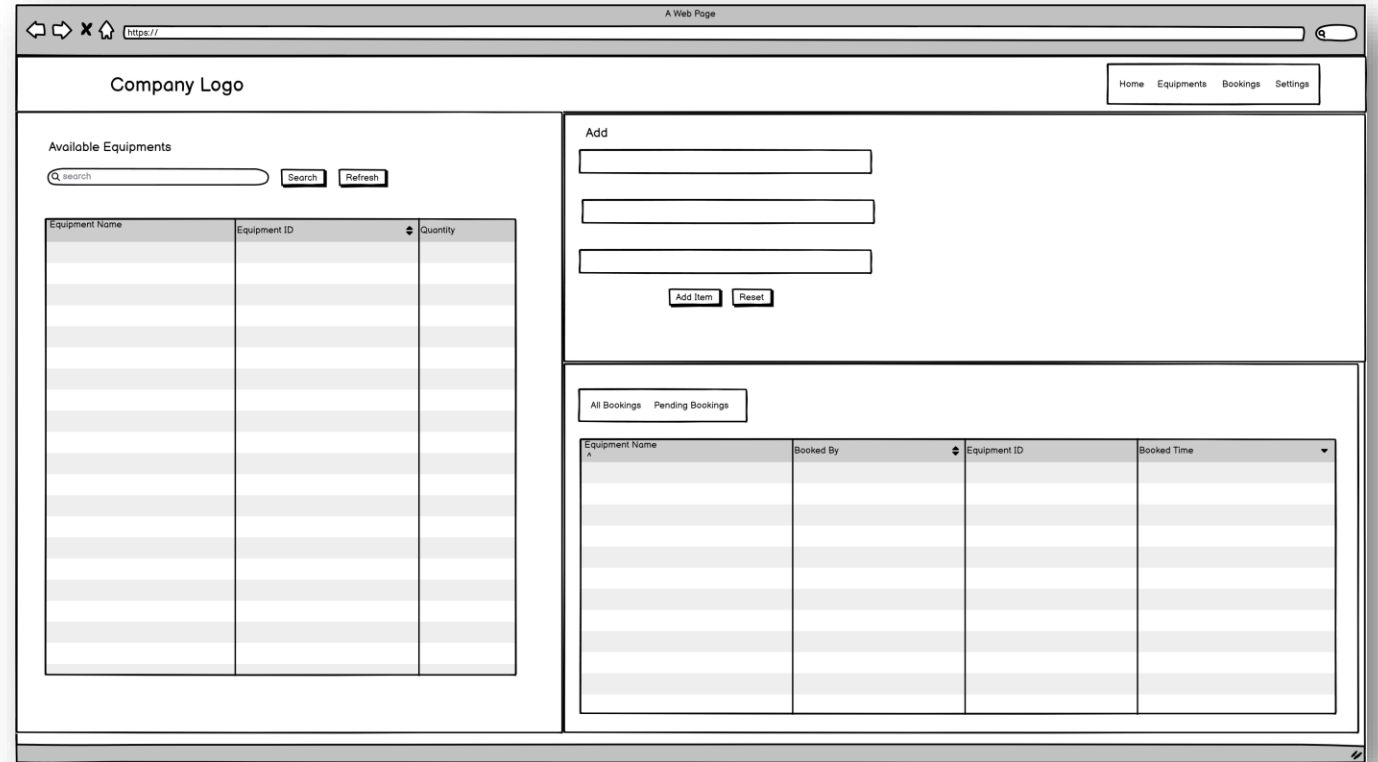 A Web Page
https://
Company Logo
Home Equipments Bookings Settings
Available Equipments
search
Search Refresh
Equipment Name Equipment ID Quantity
Add
Add Item Reset
All Bookings Pending Bookings
Equipment Name Booked By Equipment ID Booked Time
^